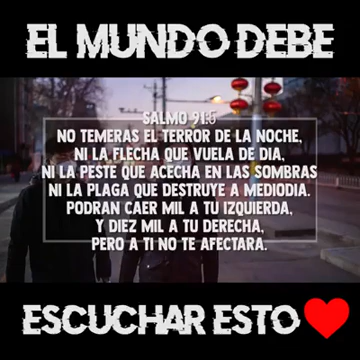 EL MUNDO DEBE
SALMO 91:5
NO TEMERAS EL TERROR DE LA NOCHE,
NI LA FLECHA QUE VUELA DE DIA,
NI LA PESTE QUE ACECHA EN LAS SOMBRAS
NI LA PLAGA QUE DESTRUYE A MEDIODIA.
PODRAN CAER MIL A TU IZQUIERDA,
Y DIEZ MIL A TU DERECHA,
PERO A TI NO TE AFECTARA.
ESCUCHAR ESTO❤